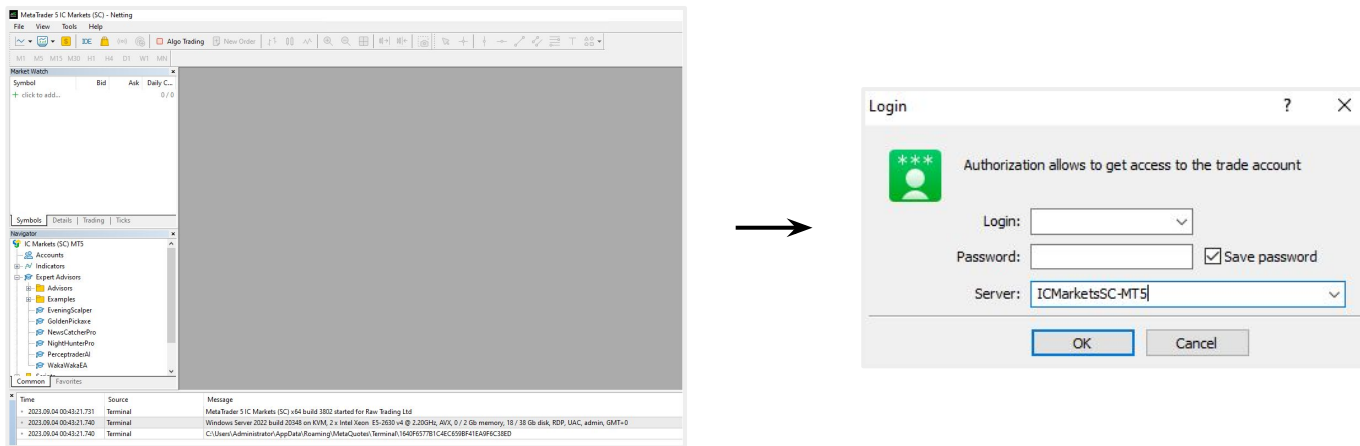 MetaTrader 5 IC Markets (SC) - Netting
File View Tools Help
IDE Algo Trading New Order
M1 M5 M15 M30 H1 H4 D1 W1 MN
Market Watch
Symbol Bid Ask Daily C...
+ click to add... 0 / 0
Symbols | Details | Trading | Ticks
Navigator
IC Markets (SC) MT5
Accounts
Indicators
Expert Advisors
Advisors
Examples
EveningScalper
GoldenPickaxe
NewsCatcherPro
NightHunterPro
PerceptraderAI
WakaWakaEA
Common Favorites
Time Source Message
2023.09.04 00:43:21.731 Terminal MetaTrader 5 IC Markets (SC) x64 build 3802 started for Raw Trading Ltd
2023.09.04 00:43:21.740 Terminal Windows Server 2022 build 20348 on KVM, 2 x Intel Xeon E5-2630 v4 @ 2.20GHz, AVX, 0 / 2 Gb memory, 18 / 38 Gb disk, RDP, UAC, admin, GMT+0
2023.09.04 00:43:21.740 Terminal C:\Users\Administrator\AppData\Roaming\MetaQuotes\Terminal\1640F6577B1C4EC659BF41EA9F6C38ED
Login ? X
Authorization allows to get access to the trade account
Login:
Password: Save password
Server: ICMarketsSC-MT5
OK Cancel